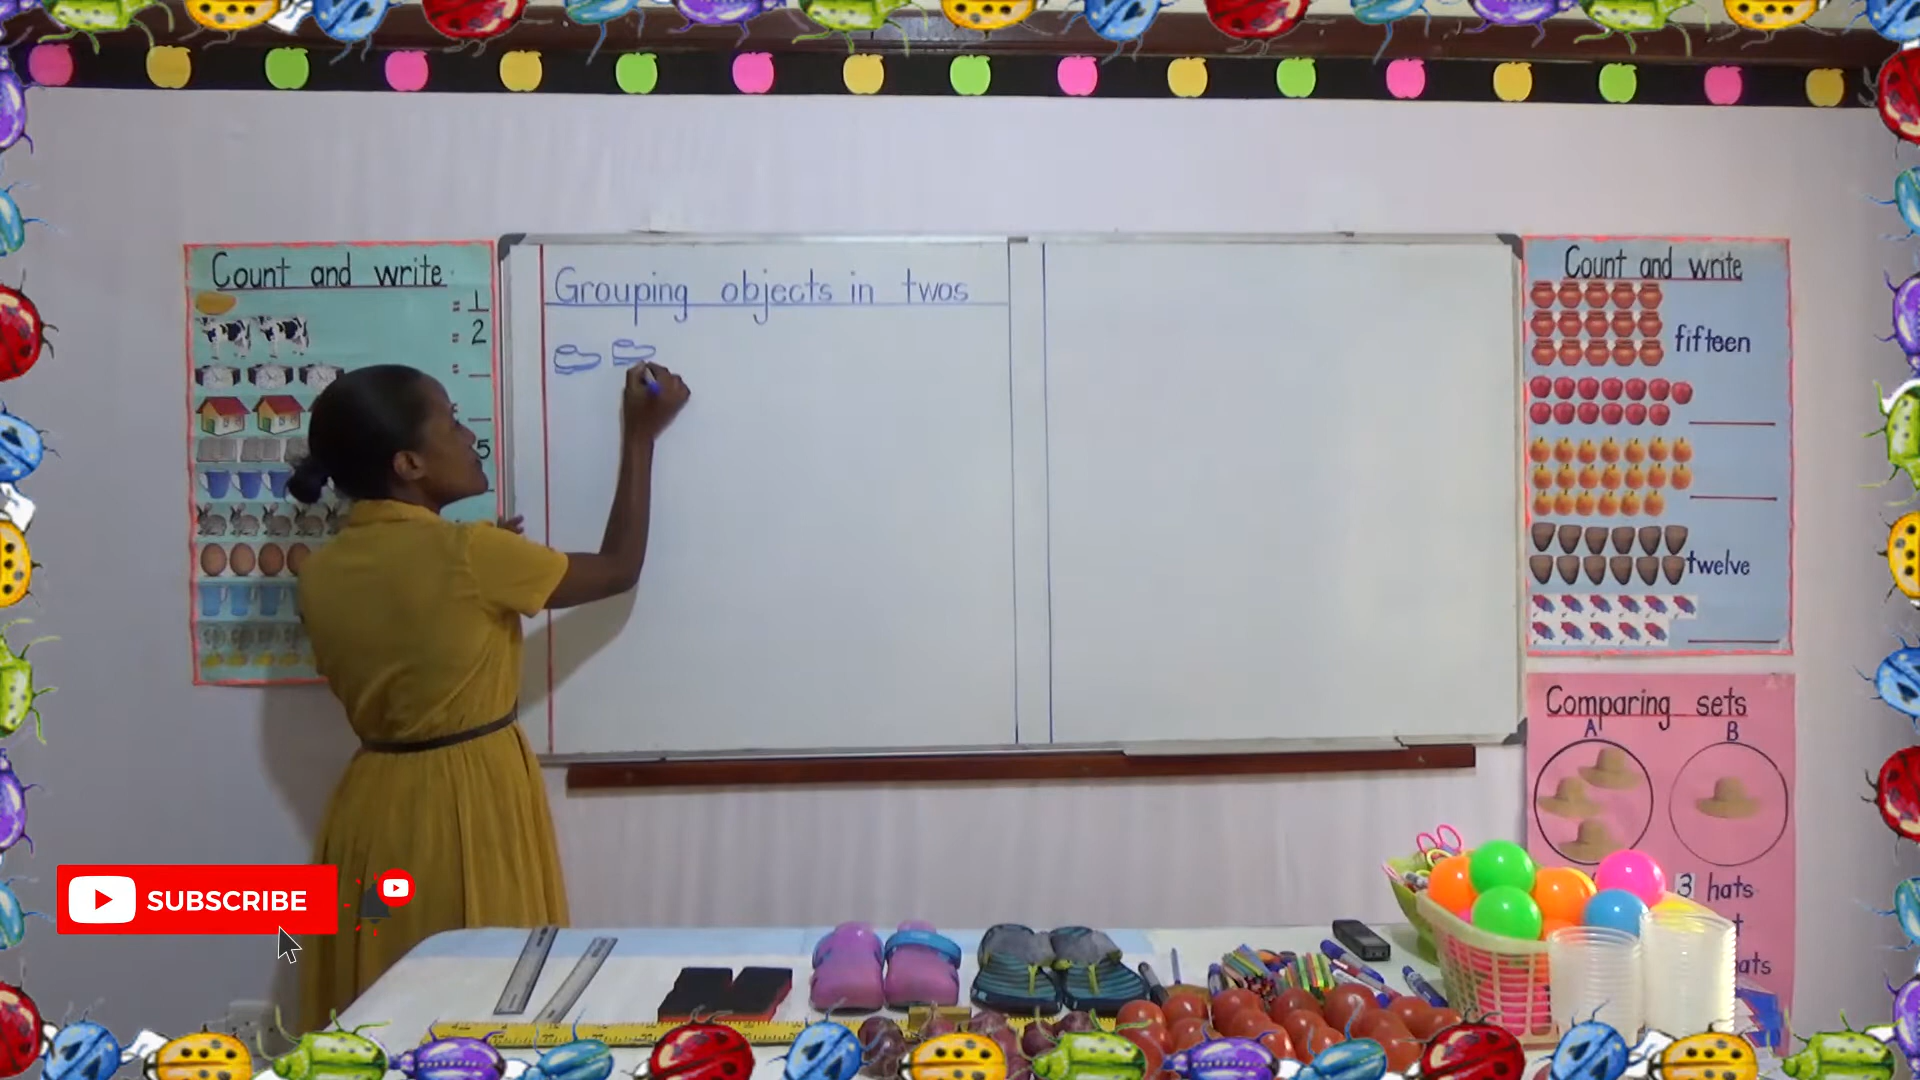 Count and write
= 1
= 2
=
5
Grouping objects in twos
Count and write
fifteen
twelve
Comparing sets
A B
3 hats
SUBSCRIBE